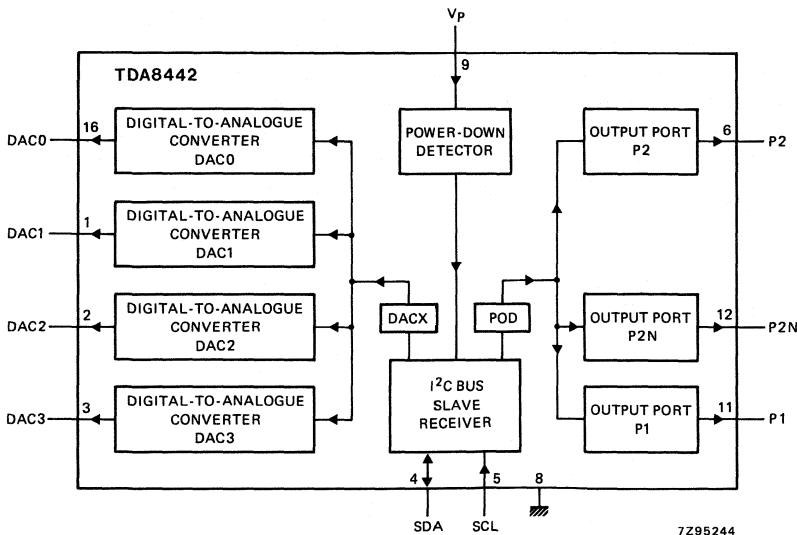 VP
9
TDA8442
DAC0
16
DIGITAL-TO-ANALOGUE
CONVERTER
DAC0
POWER-DOWN
DETECTOR
OUTPUT PORT
P2
6
P2
DAC1
1
DIGITAL-TO-ANALOGUE
CONVERTER
DAC1
DAC2
2
DIGITAL-TO-ANALOGUE
CONVERTER
DAC2
DACX
POD
OUTPUT PORT
P2N
12
P2N
DAC3
3
DIGITAL-TO-ANALOGUE
CONVERTER
DAC3
I²C BUS
SLAVE
RECEIVER
OUTPUT PORT
P1
11
P1
4
5
8
SDA
SCL
7Z95244